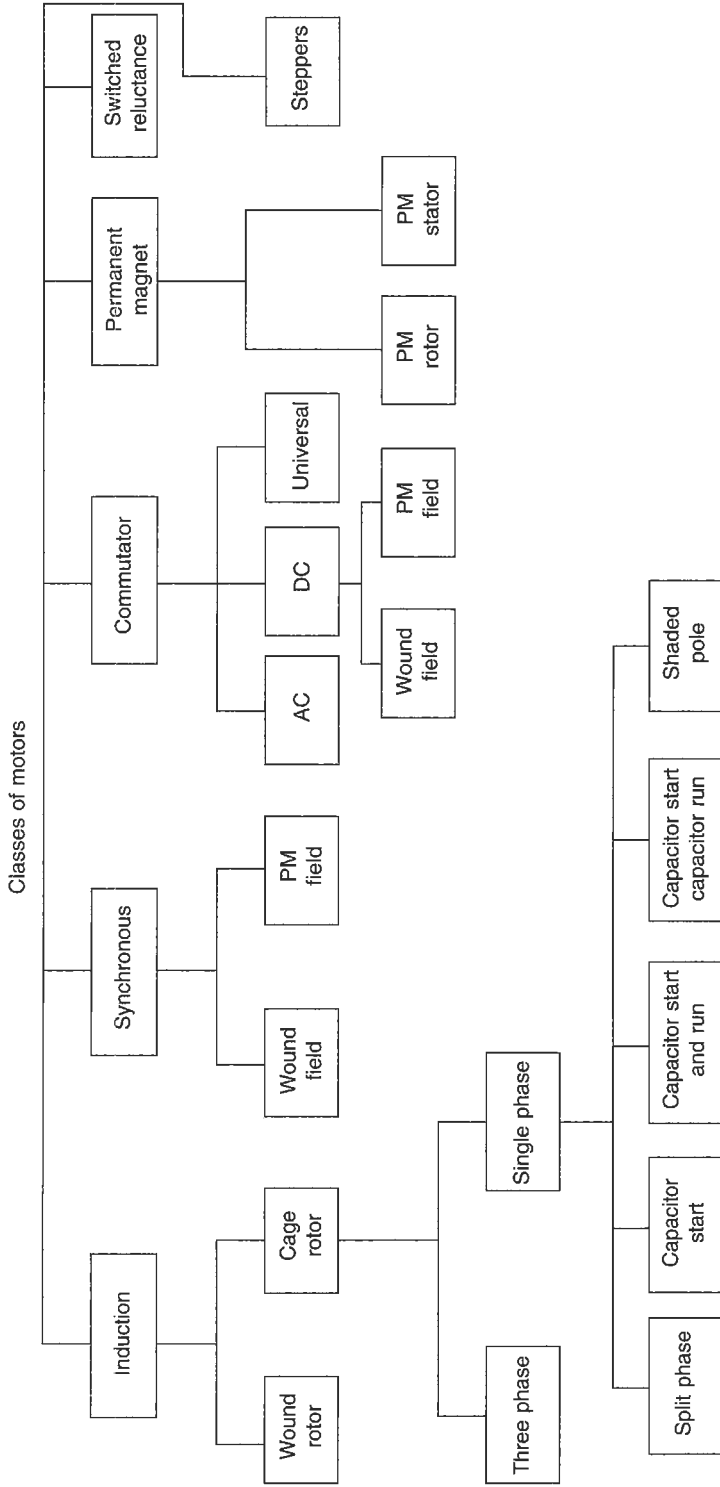 Classes of motors
Induction
Synchronous
Commutator
Permanent
magnet
Switched
reluctance
Wound
rotor
Cage
rotor
Wound
field
PM
field
AC
DC
Universal
Steppers
Wound
field
PM
field
PM
rotor
PM
stator
Three phase
Single phase
Split phase
Capacitor
start
Capacitor start
and run
Capacitor start
capacitor run
Shaded
pole